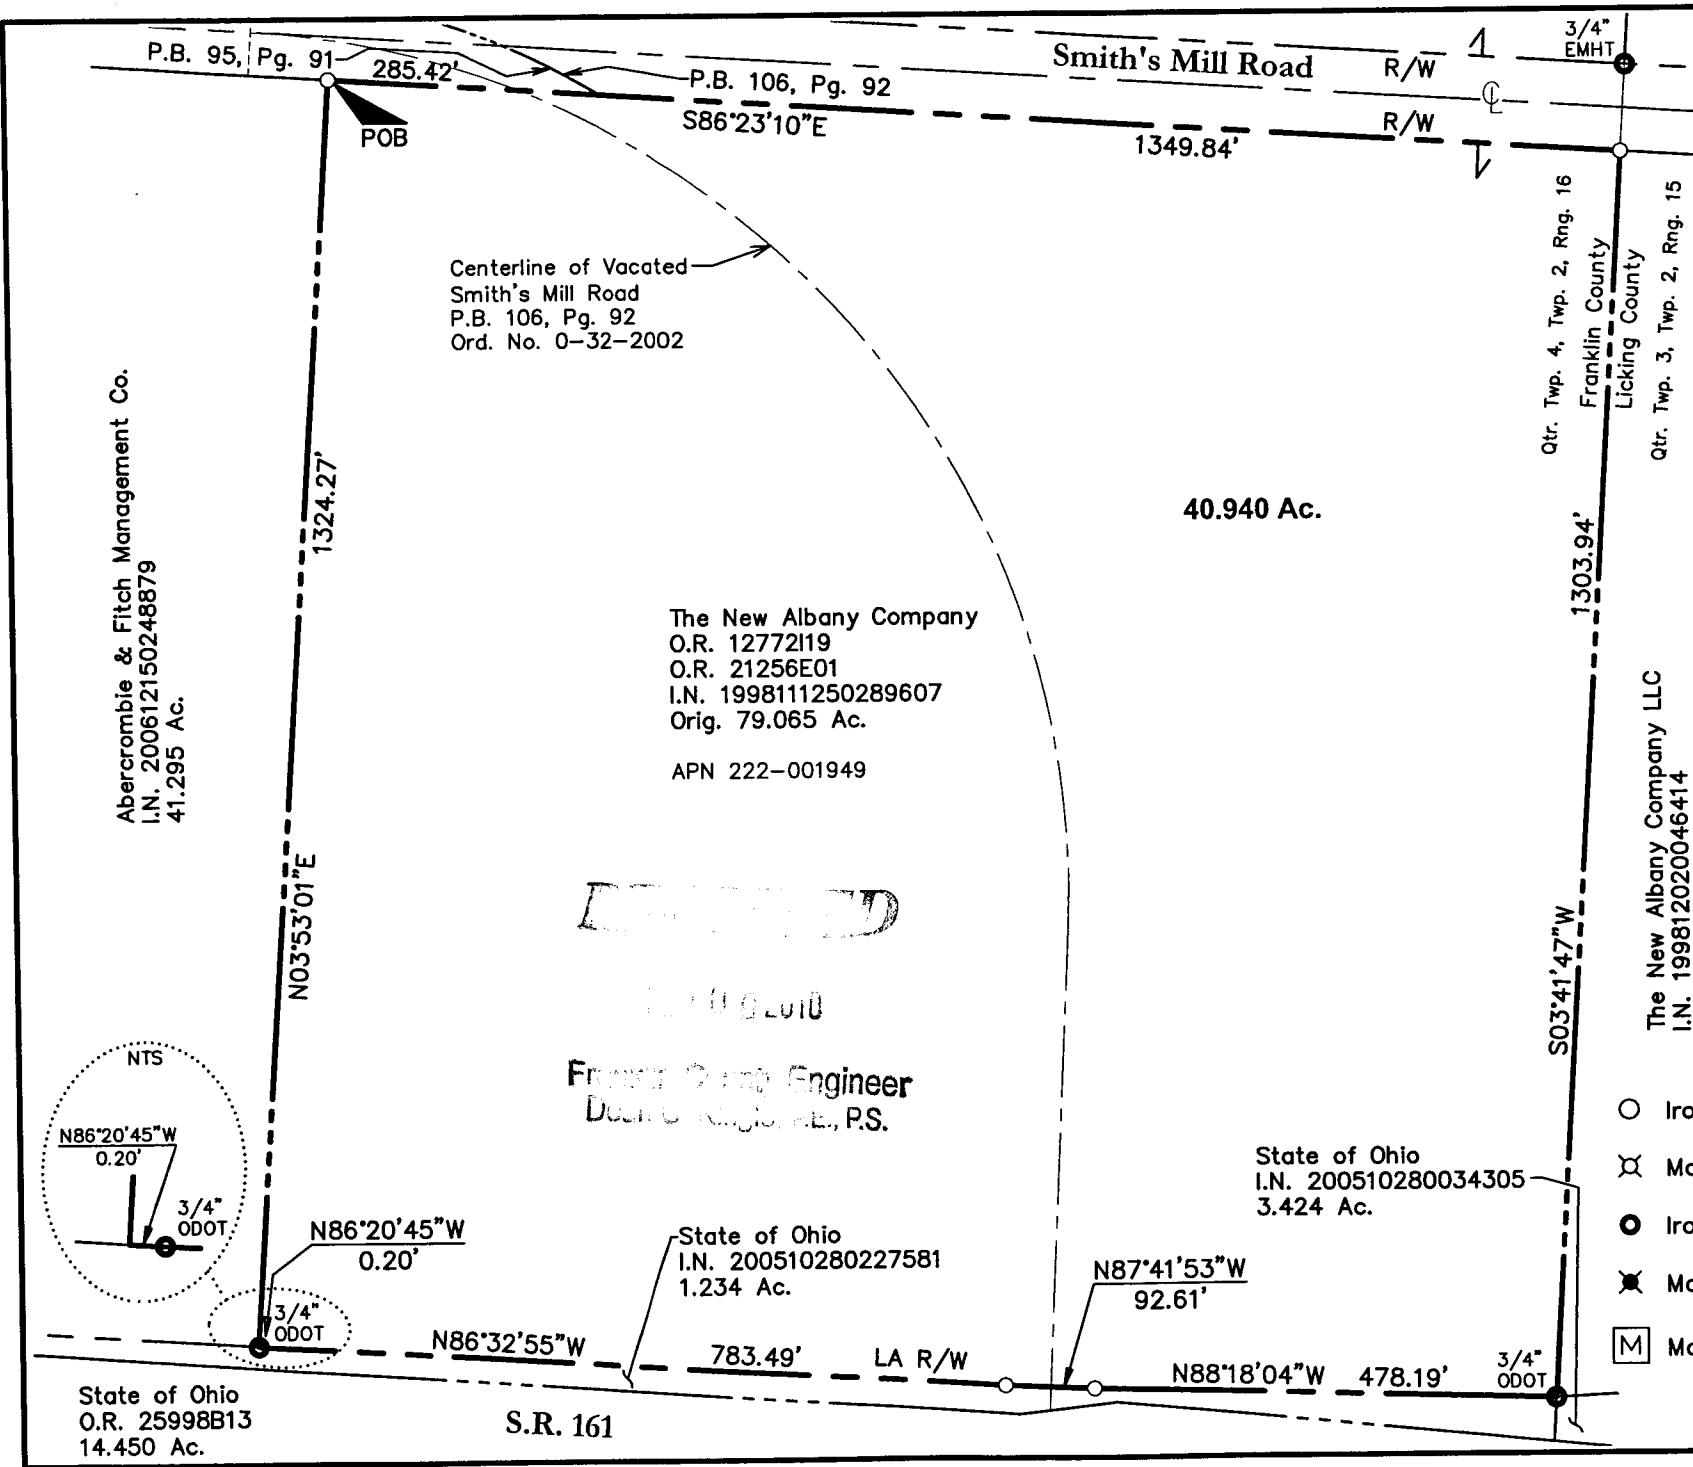 P.B. 95, Pg. 91
285.42'
P.B. 106, Pg. 92
Smith's Mill Road
R/W
3/4"
EMHT
POB
S86°23'10"E
1349.84'
R/W
Centerline of Vacated
Smith's Mill Road
P.B. 106, Pg. 92
Ord. No. 0-32-2002
Qtr. Twp. 4, Twp. 2, Rng. 16
Franklin County
Licking County
Qtr. Twp. 3, Twp. 2, Rng. 15
Abercrombie & Fitch Management Co.
I.N. 200612150248879
41.295 Ac.
1324.27'
N03°53'01"E
40.940 Ac.
The New Albany Company
O.R. 12772I19
O.R. 21256E01
I.N. 199811250289607
Orig. 79.065 Ac.
APN 222-001949
1303.94'
S03°41'47"W
The New Albany Company LLC
I.N. 199812020046414
Engineer
P.S.
NTS
N86°20'45"W
0.20'
3/4"
ODOT
N86°20'45"W
0.20'
3/4"
ODOT
State of Ohio
I.N. 200510280227581
1.234 Ac.
State of Ohio
I.N. 200510280034305
3.424 Ac.
N87°41'53"W
92.61'
N86°32'55"W
783.49'
LA R/W
N88°18'04"W
478.19'
3/4"
ODOT
State of Ohio
O.R. 25998B13
14.450 Ac.
S.R. 161
M